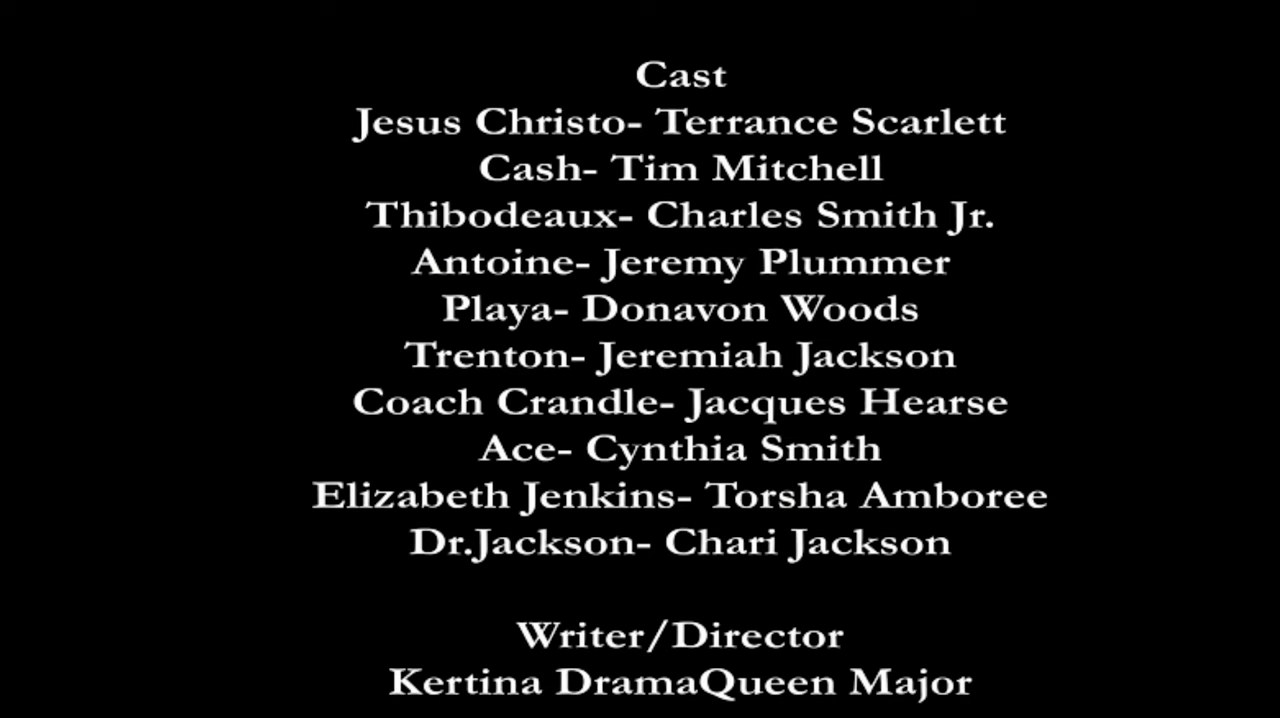 Cast
Jesus Christo- Terrance Scarlett
Cash- Tim Mitchell
Thibodeaux- Charles Smith Jr.
Antoine- Jeremy Plummer
Playa- Donavon Woods
Trenton- Jeremiah Jackson
Coach Crandle- Jacques Hearse
Ace- Cynthia Smith
Elizabeth Jenkins- Torsha Amboree
Dr.Jackson- Chari Jackson
Writer/Director
Kertina DramaQueen Major